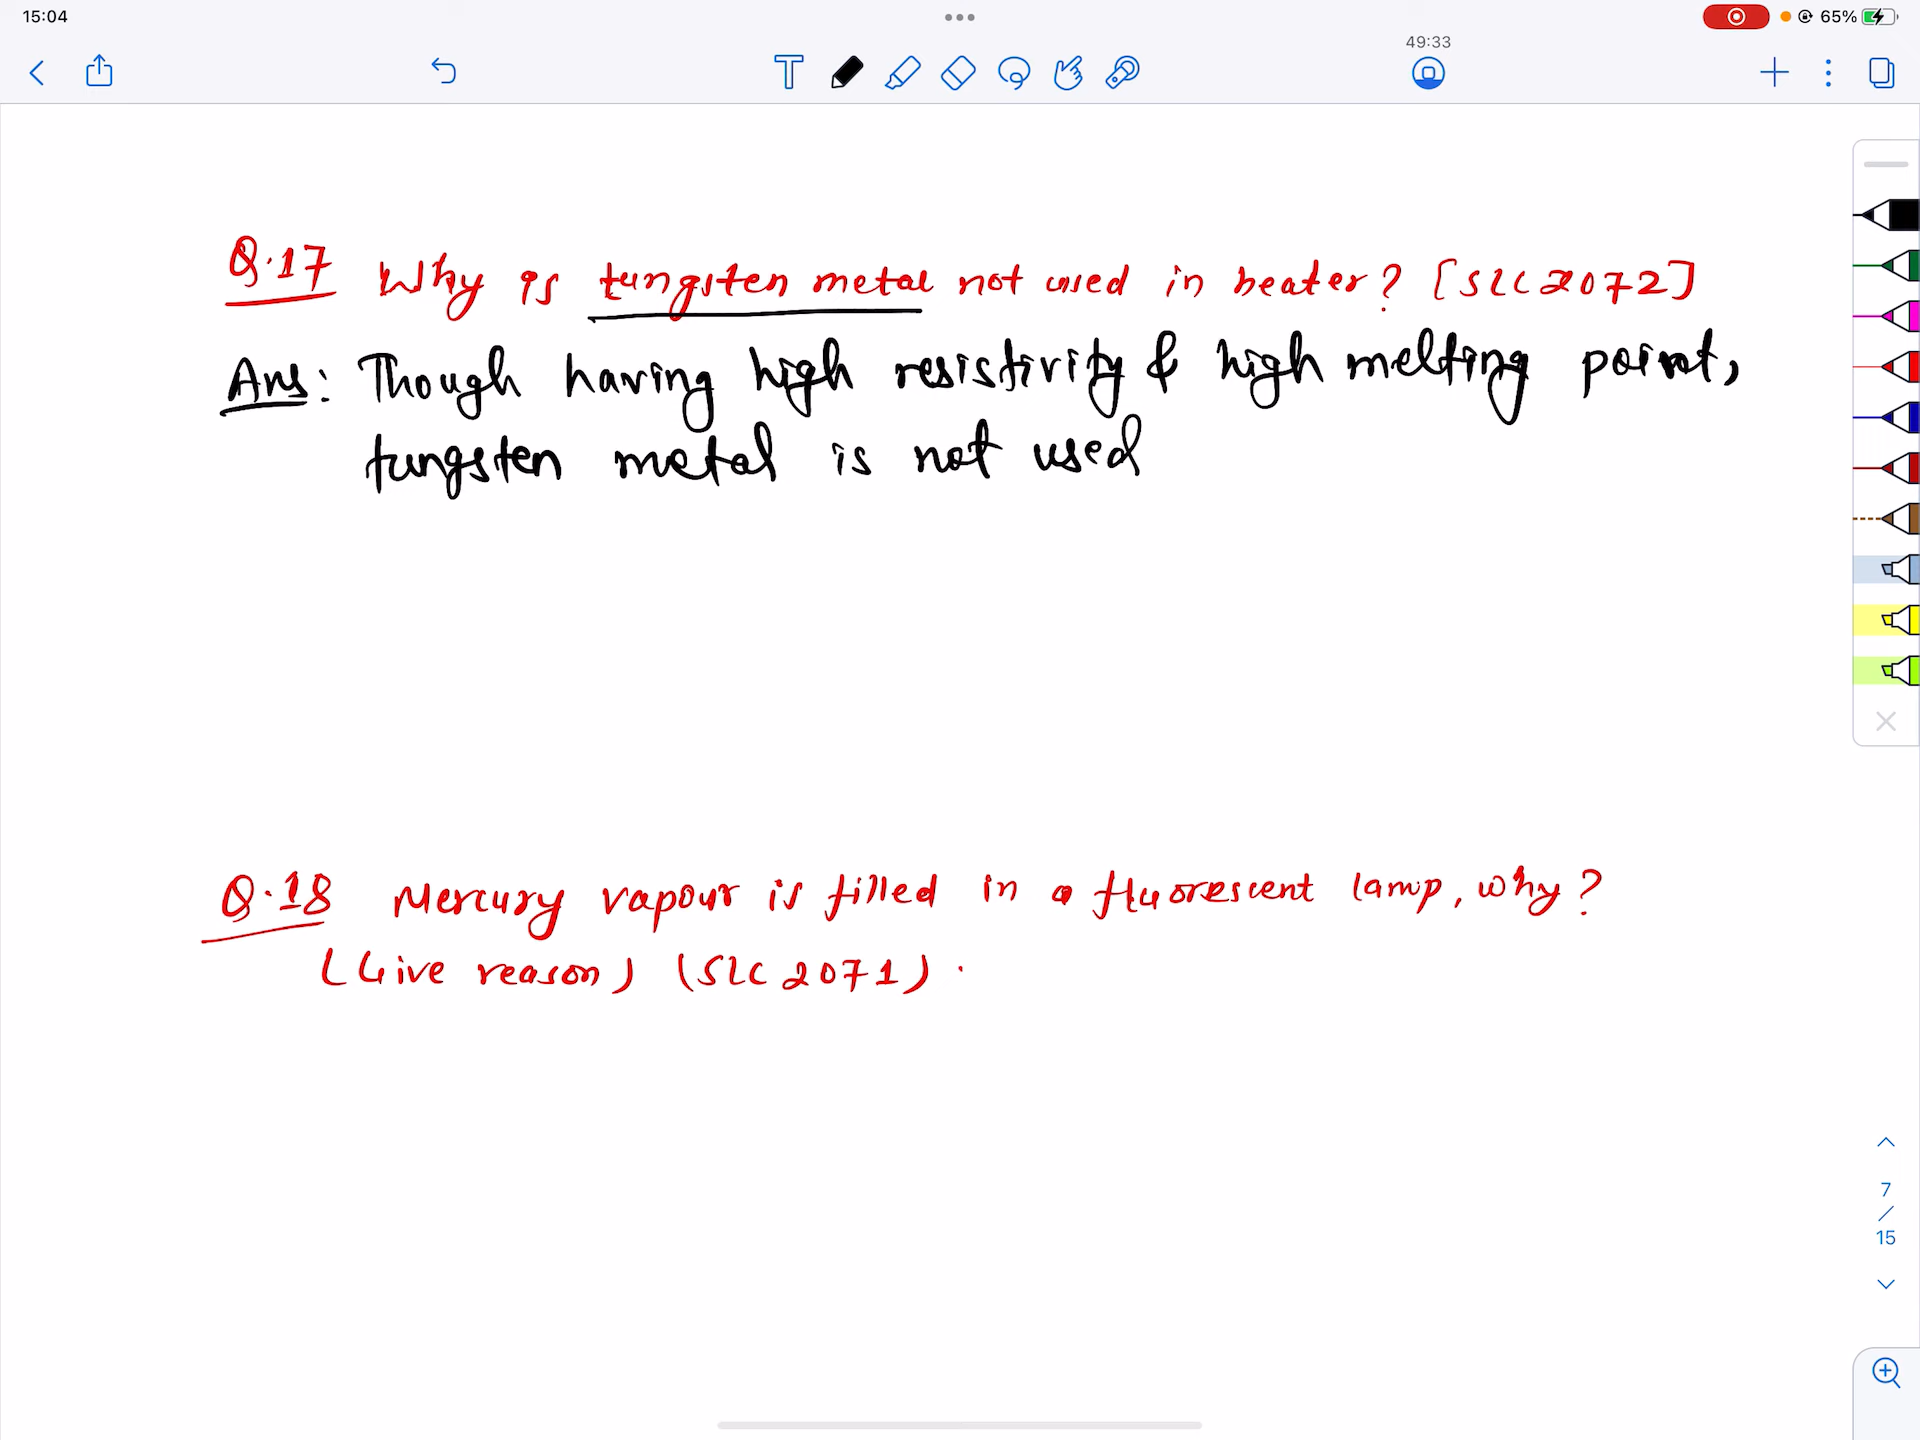 15:04
65%
49:33
Q.17 Why is tungsten metal not used in heater? [SLC 2072]
Ans: Though having high resistivity & high melting point,
tungsten metal is not used
Q.18 Mercury vapour is filled in a fluorescent lamp, why?
(Give reason) (SLC 2071).
7
/
15